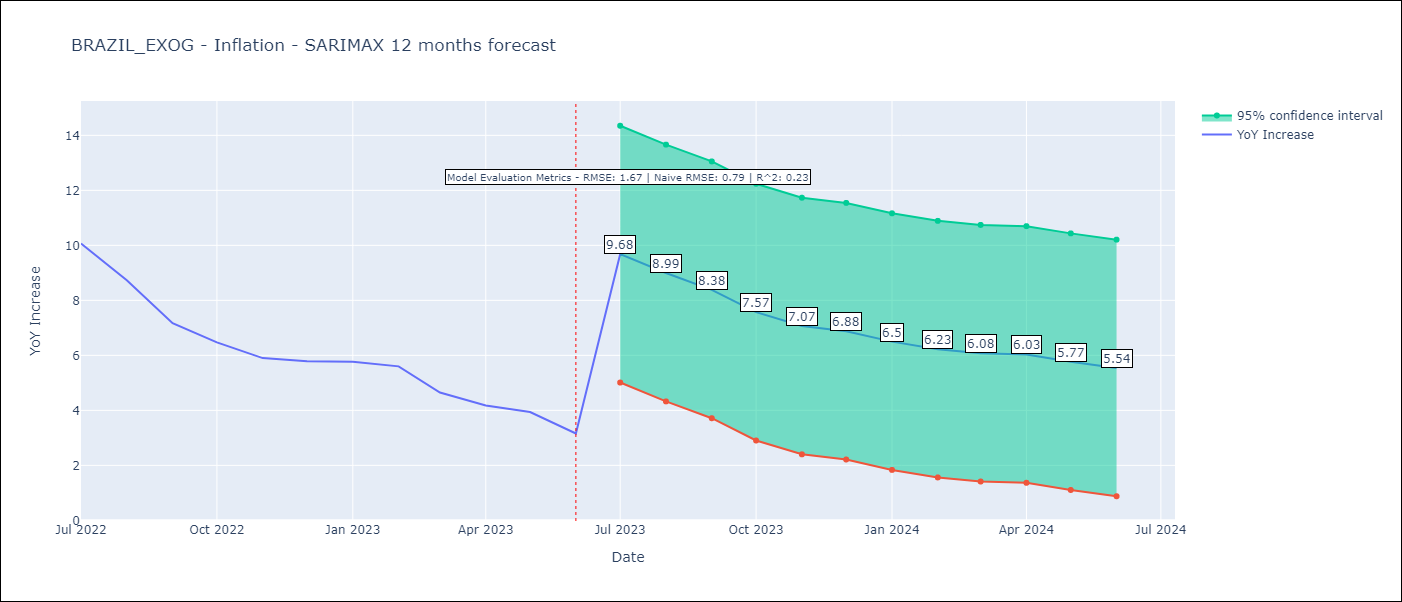 BRAZIL_EXOG - Inflation - SARIMAX 12 months forecast
95% confidence interval
YoY Increase
Model Evaluation Metrics - RMSE: 1.67 | Naive RMSE: 0.79 | R^2: 0.23
YoY Increase
14
12
10
8
6
4
2
0
9.68
8.99
8.38
7.57
7.07
6.88
6.5
6.23
6.08
6.03
5.77
5.54
Jul 2022
Oct 2022
Jan 2023
Apr 2023
Jul 2023
Oct 2023
Jan 2024
Apr 2024
Jul 2024
Date